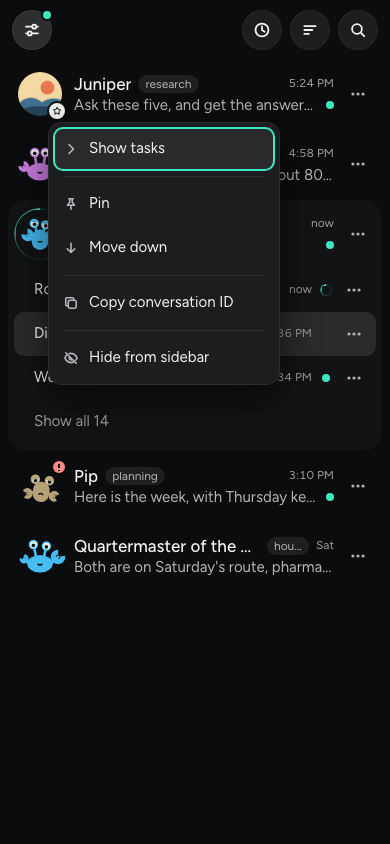 Juniper research 5:24 PM
Ask these five, and get the answer...
4:58 PM
Show tasks
out 80...
Pin
now
Move down
now
Copy conversation ID
36 PM
Hide from sidebar
34 PM
Show all 14
Pip planning 3:10 PM
Here is the week, with Thursday ke...
Quartermaster of the ... hou... Sat
Both are on Saturday's route, pharma...